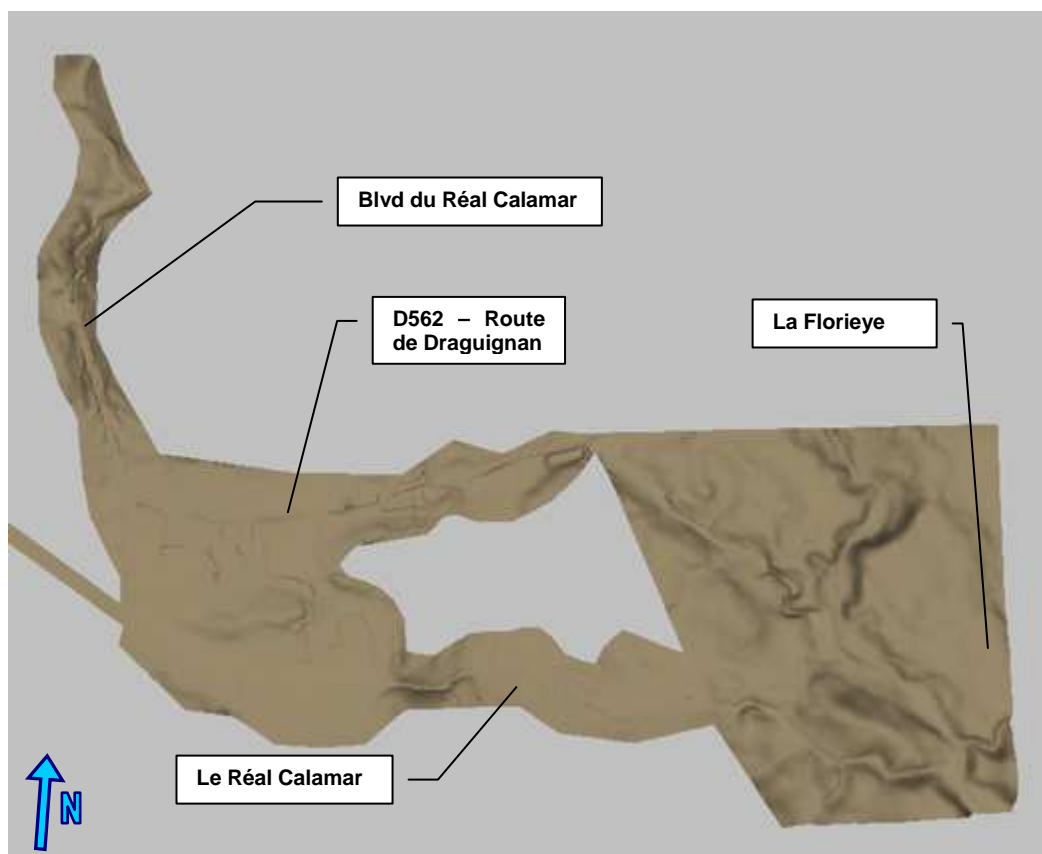 Blvd du Réal Calamar
D562 – Route
de Draguignan
La Florieye
Le Réal Calamar
N